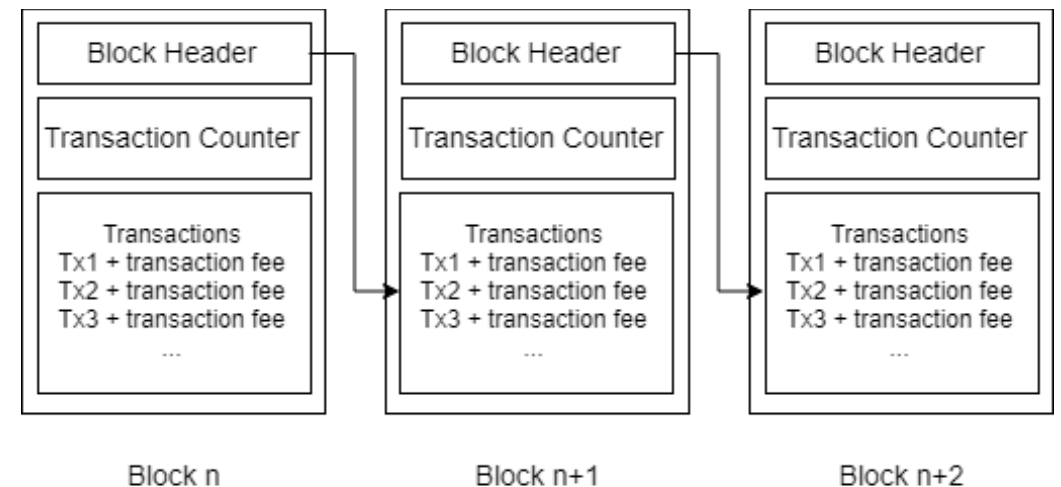 Block Header
Transaction Counter
Transactions
Tx1 + transaction fee
Tx2 + transaction fee
Tx3 + transaction fee
...
Block n
Block Header
Transaction Counter
Transactions
Tx1 + transaction fee
Tx2 + transaction fee
Tx3 + transaction fee
...
Block n+1
Block Header
Transaction Counter
Transactions
Tx1 + transaction fee
Tx2 + transaction fee
Tx3 + transaction fee
...
Block n+2